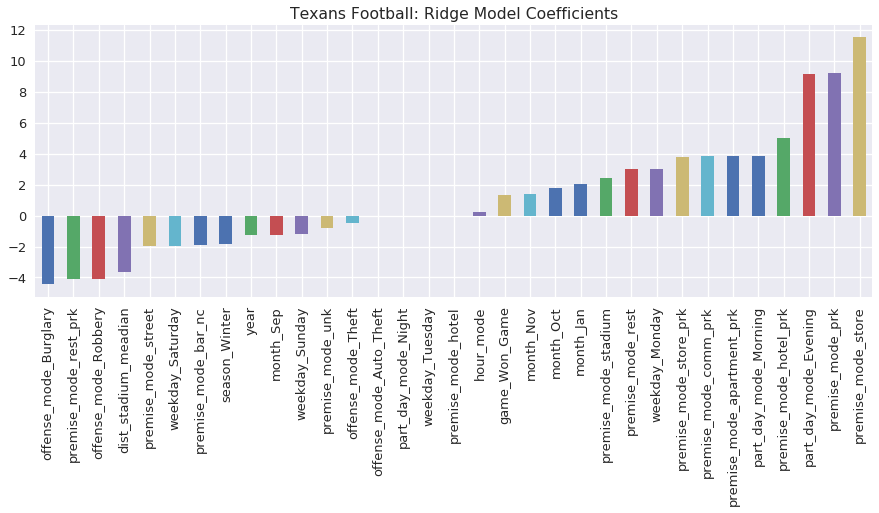 Texans Football: Ridge Model Coefficients
12
10
8
6
4
2
0
−2
−4
offense_mode_Burglary
premise_mode_rest_prk
offense_mode_Robbery
dist_stadium_meadian
premise_mode_street
weekday_Saturday
premise_mode_bar_nc
season_Winter
year
month_Sep
weekday_Sunday
premise_mode_unk
offense_mode_Theft
offense_mode_Auto_Theft
part_day_mode_Night
weekday_Tuesday
premise_mode_hotel
hour_mode
game_Won_Game
month_Nov
month_Oct
month_Jan
premise_mode_stadium
premise_mode_rest
weekday_Monday
premise_mode_store_prk
premise_mode_comm_prk
premise_mode_apartment_prk
part_day_mode_Morning
premise_mode_hotel_prk
part_day_mode_Evening
premise_mode_prk
premise_mode_store